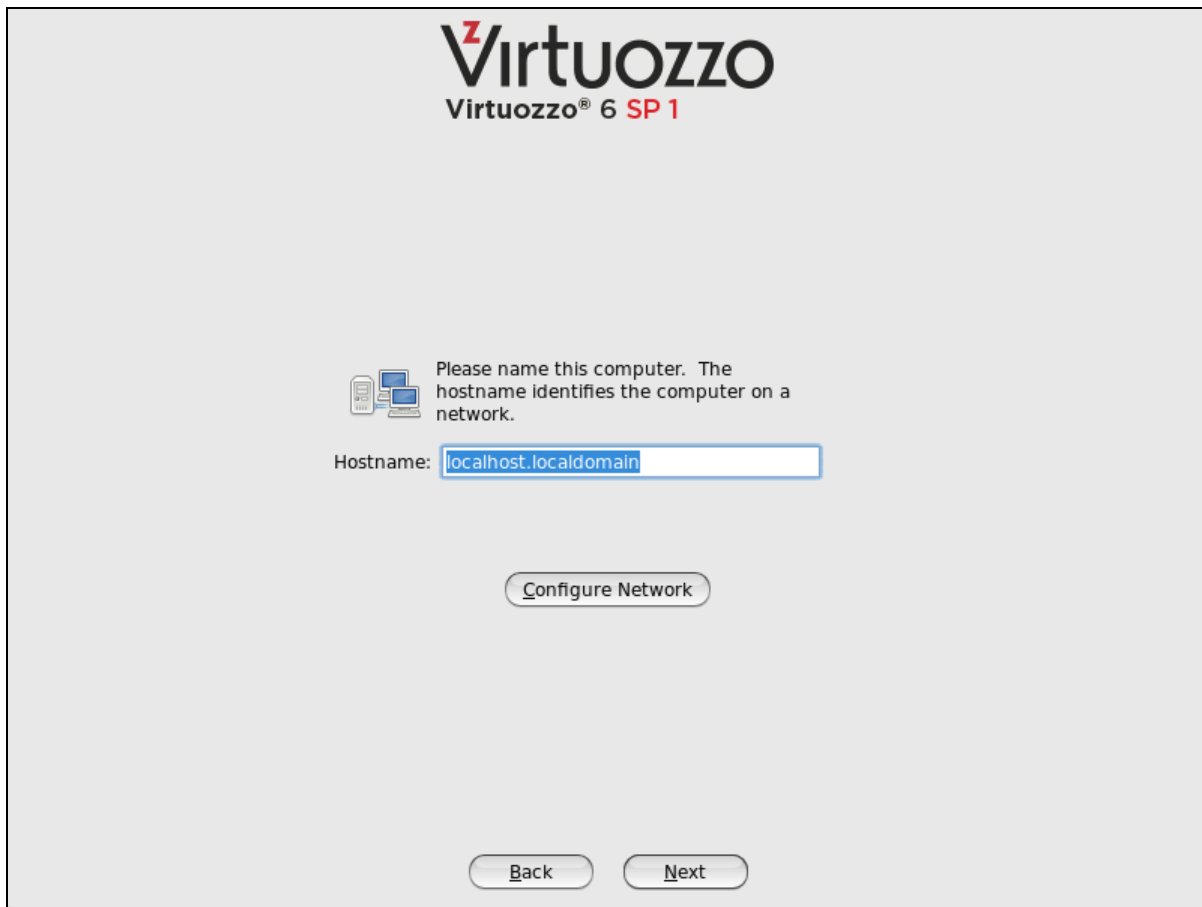 Virtuozzo
Virtuozzo® 6 SP 1
Please name this computer.  The
hostname identifies the computer on a
network.
Hostname: localhost.localdomain
Configure Network
Back Next